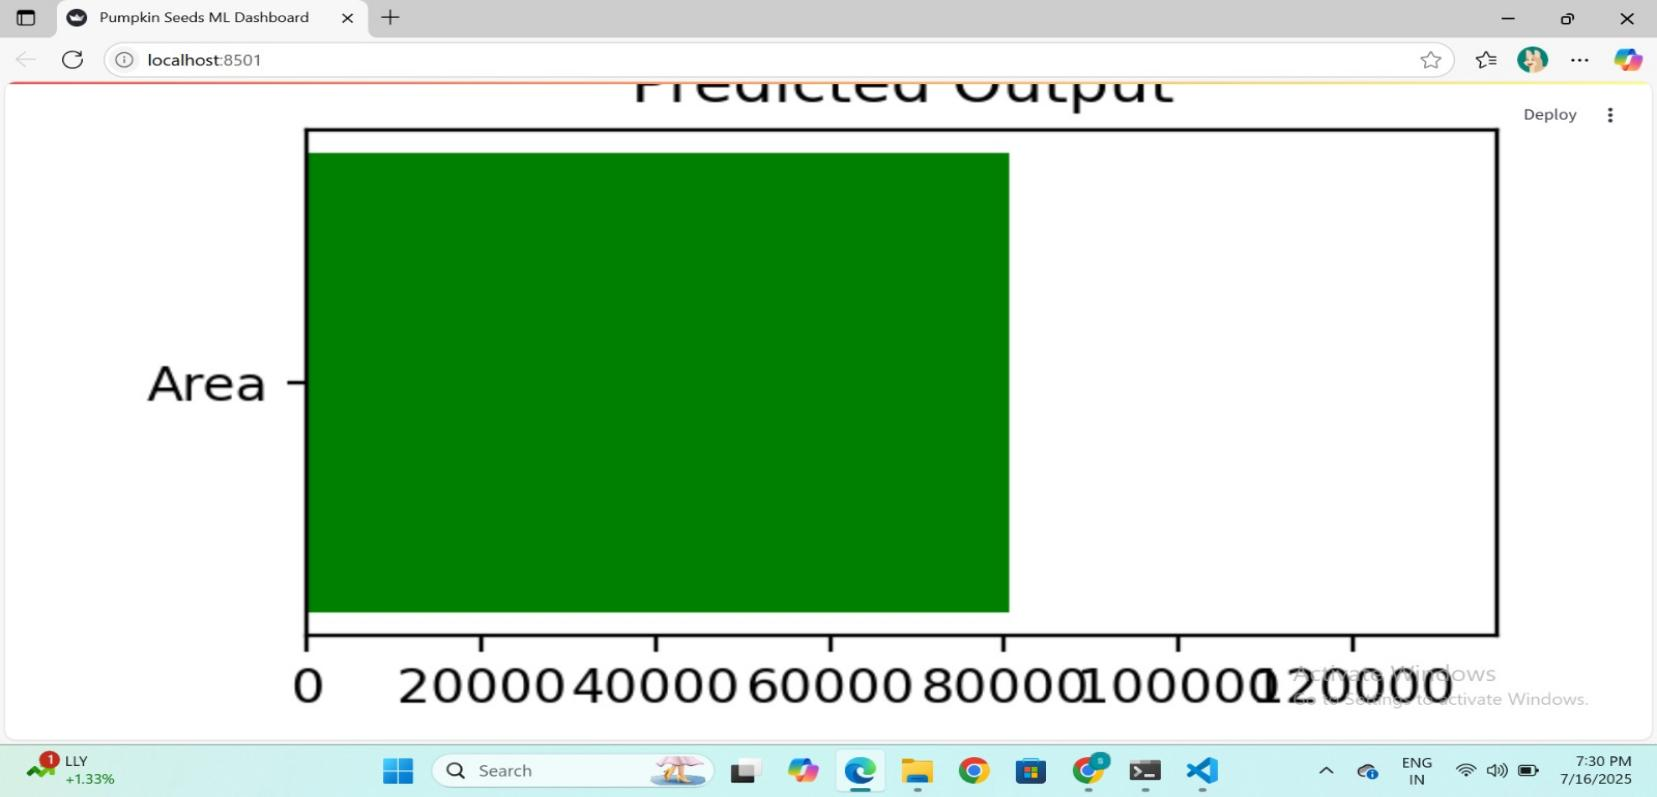 Pumpkin Seeds ML Dashboard
localhost:8501
Predicted Output
Deploy
Area
0 20000 40000 60000 80000 100000 120000
Activate Windows
Go to Settings to activate Windows.
LLY
+1.33%
1
Search
s
ENG
IN
7:30 PM
7/16/2025